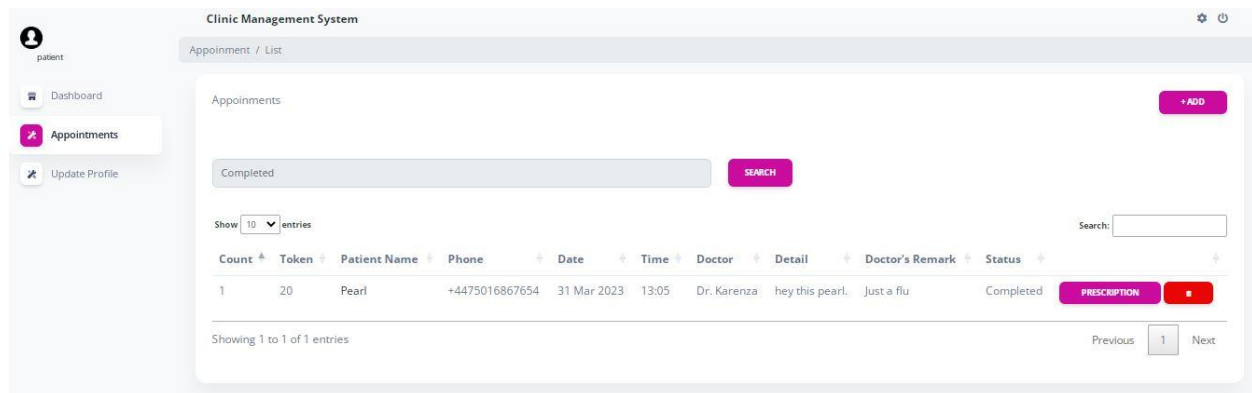 Clinic Management System
patient
Appoinment / List
Dashboard
Appointments
Update Profile
Appoinments
+ ADD
Completed
SEARCH
Show 10 entries
Search:
Count Token Patient Name Phone Date Time Doctor Detail Doctor's Remark Status
1 20 Pearl +4475016867654 31 Mar 2023 13:05 Dr. Karenza hey this pearl. Just a flu Completed PRESCRIPTION
Showing 1 to 1 of 1 entries
Previous 1 Next